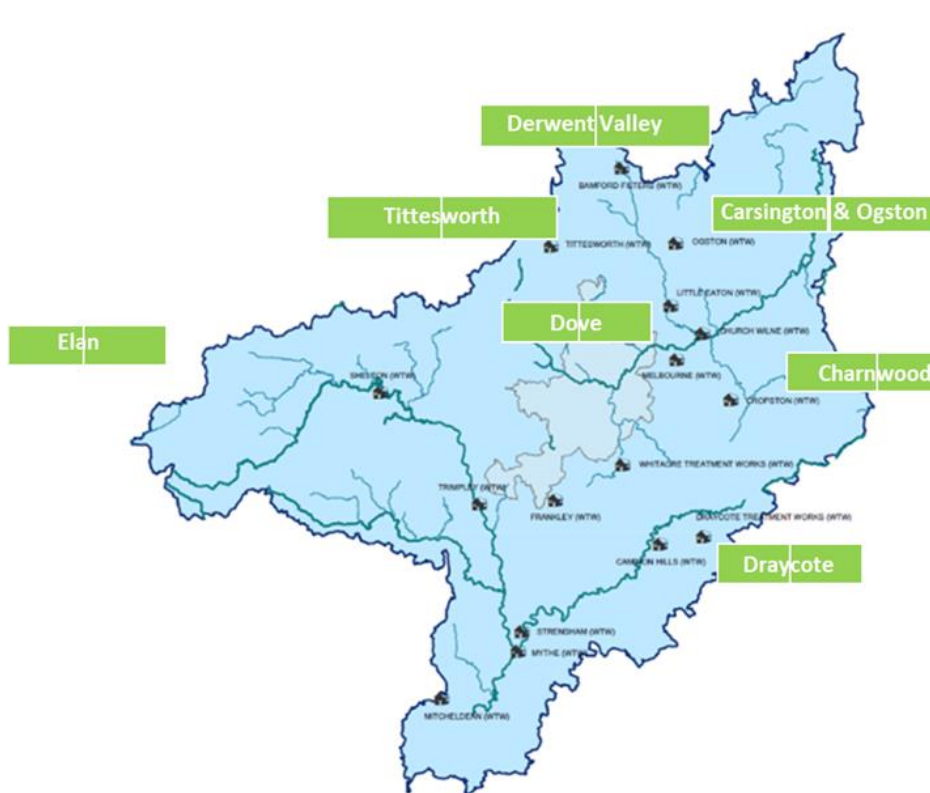 Derwent Valley
BAMFORD FILTERS (WTW)
Tittesworth
Carsington & Ogston
TITTESWORTH (WTW)
OGSTON (WTW)
LITTLE EATON (WTW)
Dove
CHURCH WILNE (WTW)
Elan
MELBOURNE (WTW)
Charnwood
SHELTON (WTW)
CROPSTON (WTW)
WHITACRE TREATMENT WORKS (WTW)
TRIMPLEY (WTW)
FRANKLEY (WTW)
DRAYCOTE TREATMENT WORKS (WTW)
CAMPION HILLS (WTW)
Draycote
STRENSHAM (WTW)
MYTHE (WTW)
MITCHELDEAN (WTW)